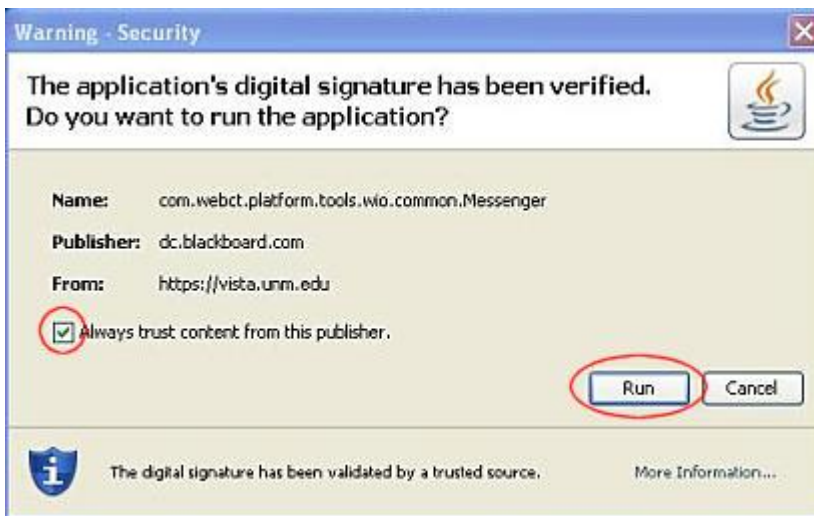 Warning - Security
The application's digital signature has been verified.
Do you want to run the application?
Name: com.webct.platform.tools.wio.common.Messenger
Publisher: dc.blackboard.com
From: https://vista.unm.edu
Always trust content from this publisher.
Run Cancel
The digital signature has been validated by a trusted source. More Information...